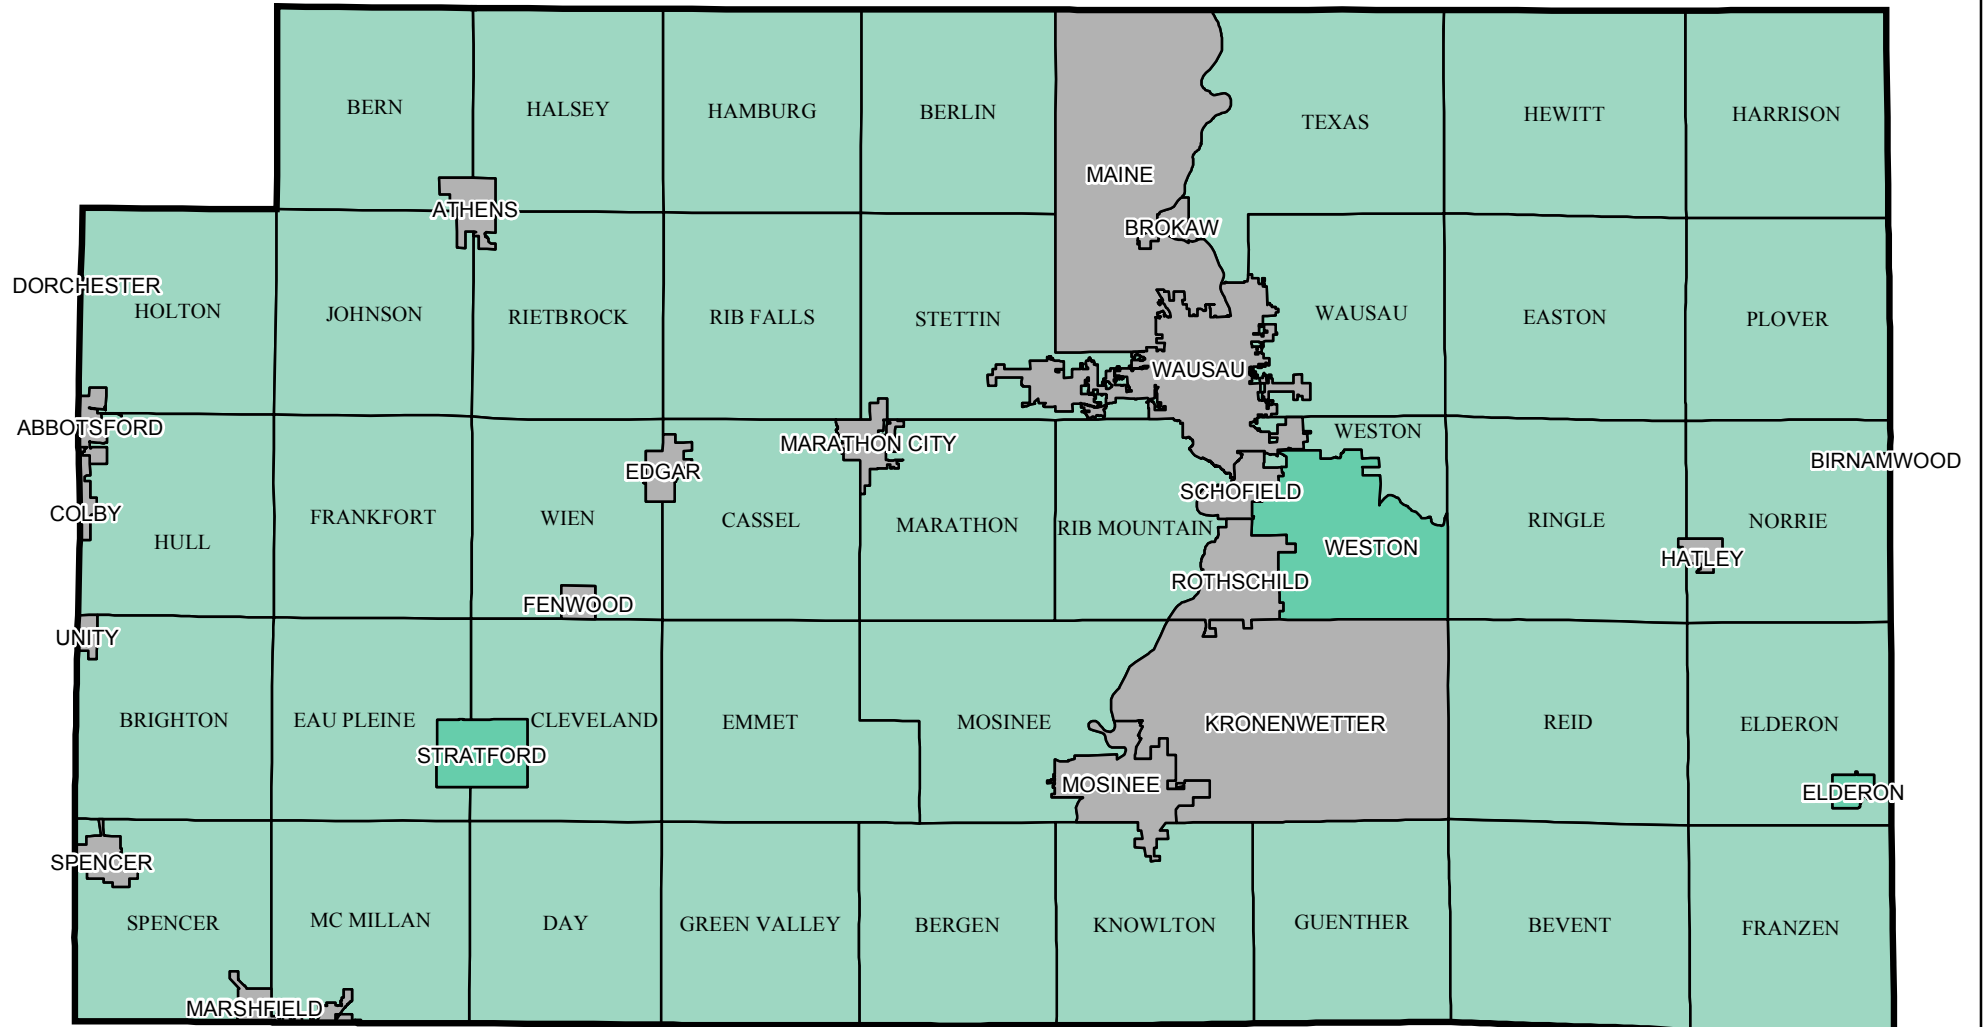 BERN
HALSEY
HAMBURG
BERLIN
TEXAS
HEWITT
HARRISON
MAINE
ATHENS
BROKAW
DORCHESTER
HOLTON
JOHNSON
RIETBROCK
RIB FALLS
STETTIN
WAUSAU
EASTON
PLOVER
WAUSAU
ABBOTSFORD
MARATHON CITY
WESTON
BIRNAMWOOD
EDGAR
SCHOFIELD
COLBY
HULL
FRANKFORT
WIEN
CASSEL
MARATHON
RIB MOUNTAIN
WESTON
RINGLE
NORRIE
HATLEY
ROTHSCHILD
FENWOOD
UNITY
BRIGHTON
EAU PLEINE
CLEVELAND
EMMET
MOSINEE
KRONENWETTER
REID
ELDERON
STRATFORD
MOSINEE
ELDERON
SPENCER
SPENCER
MC MILLAN
DAY
GREEN VALLEY
BERGEN
KNOWLTON
GUENTHER
BEVENT
FRANZEN
MARSHFIELD